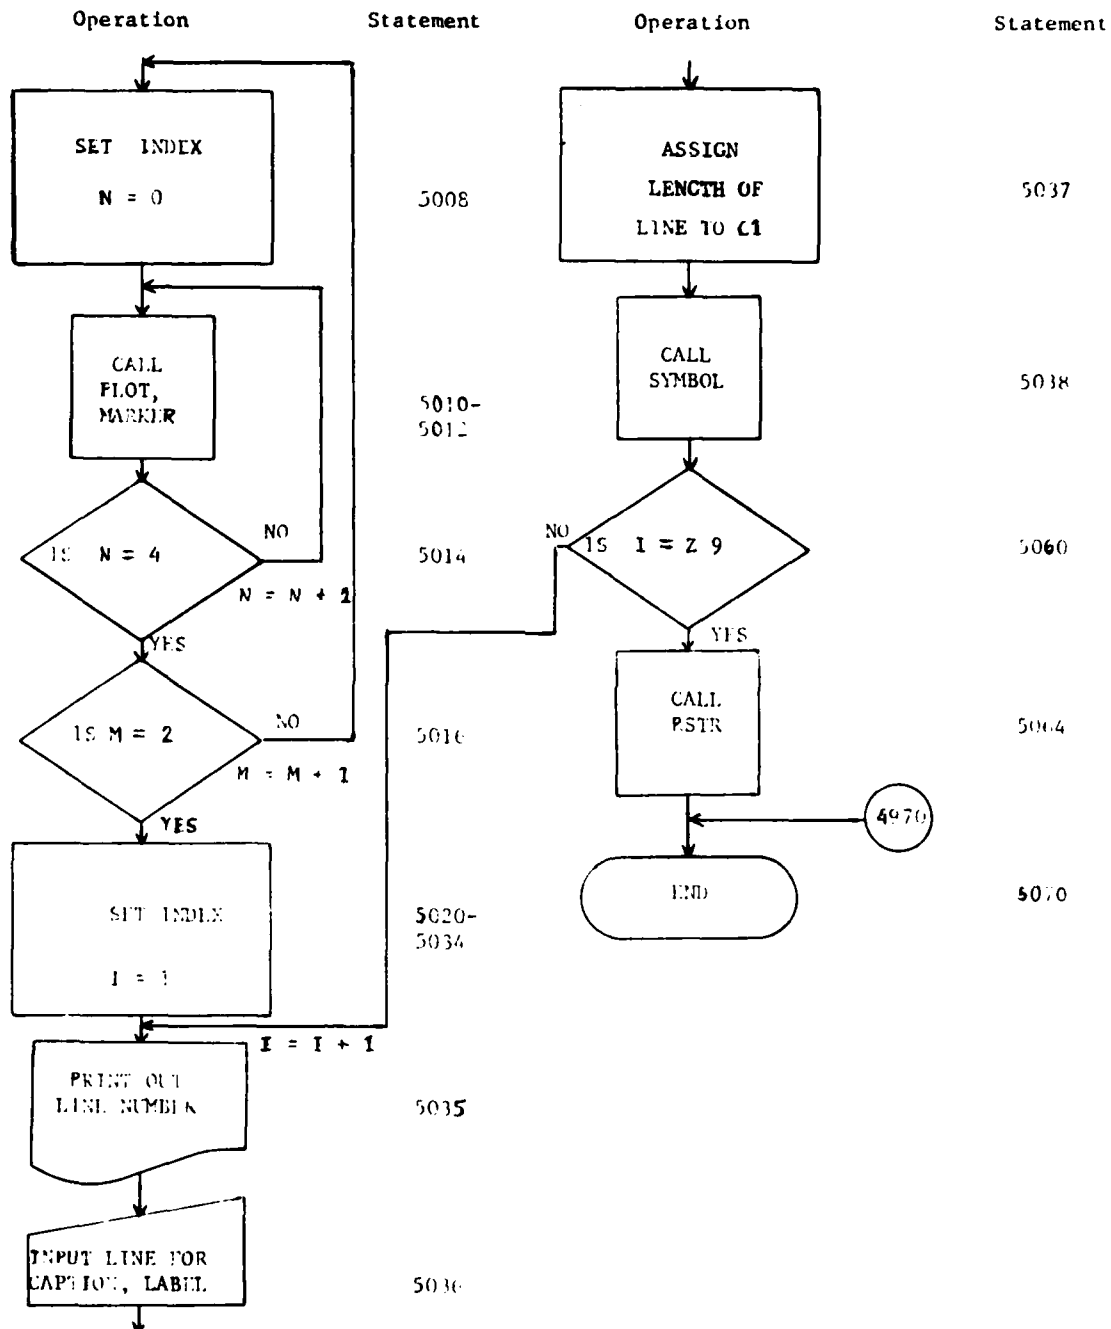 Operation Statement
SET INDEX
N = 0
5008
CALL
PLOT,
MARKER
5010-
5012
IS N = 4
NO
5014
N = N + 1
YES
IS M = 2
NO
5016
M = M + 1
YES
SET INDEX
I = 1
5020-
5034
I = I + 1
PRINT OUT
LINE NUMBER
5035
INPUT LINE FOR
CAPTION, LABEL
5036
Operation Statement
ASSIGN
LENGTH OF
LINE TO C1
5037
CALL
SYMBOL
5038
NO
IS I = Z 9
5060
YES
CALL
RSTR
5064
4970
END
5070